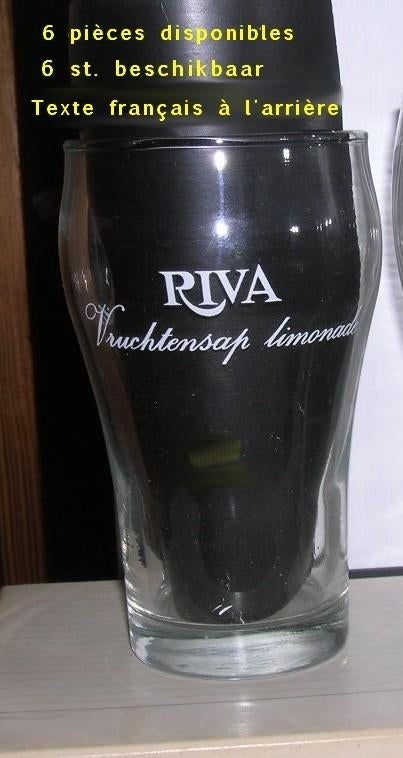 6 pièces disponibles
6 st. beschikbaar
Texte français à l'arrière
RIVA
Vruchtensap limonade